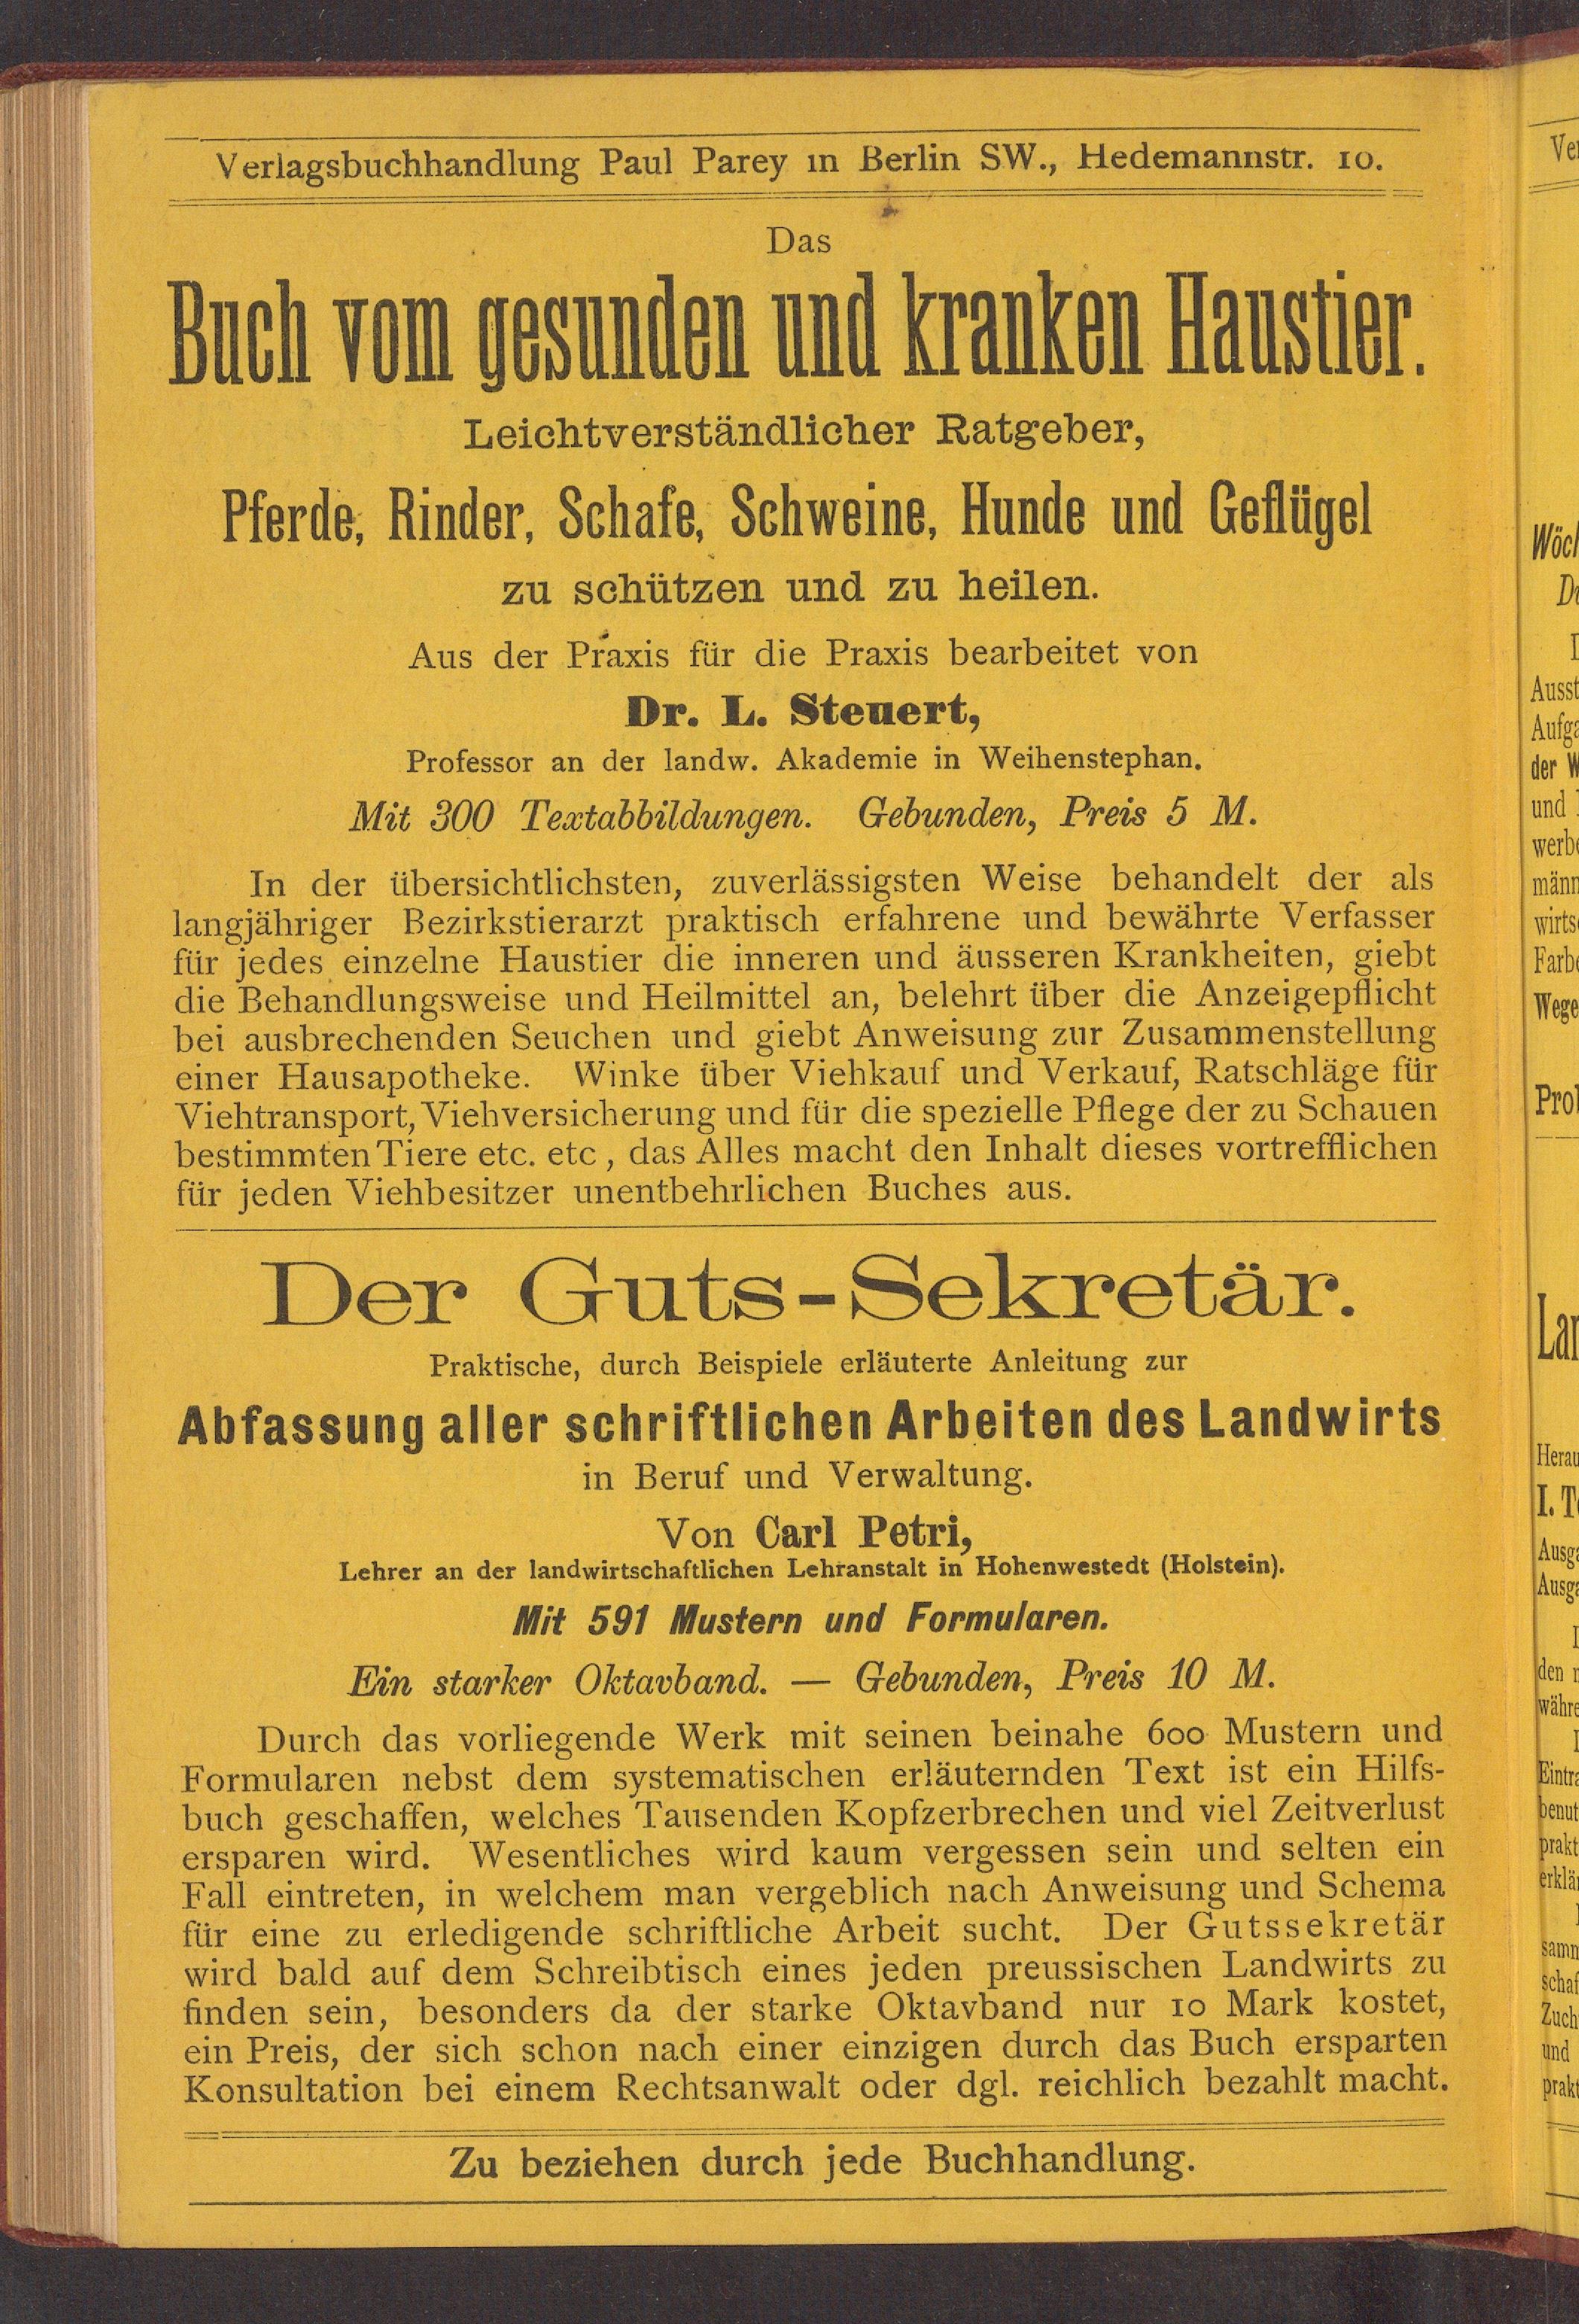 Verlagsbuchhandlung Paul Parey in Berlin SW., Hedemannstr. 10.
Das
Buch vom gesunden und kranken Haustier.
Leichtverständlicher Ratgeber,
Pferde, Rinder, Schafe, Schweine, Hunde und Geflügel
zu schützen und zu heilen.
Aus der Praxis für die Praxis bearbeitet von
Dr. L. Steuert,
Professor an der landw. Akademie in Weihenstephan.
Mit 300 Textabbildungen. Gebunden, Preis 5 M.
In der übersichtlichsten, zuverlässigsten Weise behandelt der als
langjähriger Bezirkstierarzt praktisch erfahrene und bewährte Verfasser
für jedes einzelne Haustier die inneren und äusseren Krankheiten, giebt
die Behandlungsweise und Heilmittel an, belehrt über die Anzeigepflicht
bei ausbrechenden Seuchen und giebt Anweisung zur Zusammenstellung
einer Hausapotheke. Winke über Viehkauf und Verkauf, Ratschläge für
Viehtransport, Viehversicherung und für die spezielle Pflege der zu Schauen
bestimmten Tiere etc. etc , das Alles macht den Inhalt dieses vortrefflichen
für jeden Viehbesitzer unentbehrlichen Buches aus.
Der Guts-Sekretär.
Praktische, durch Beispiele erläuterte Anleitung zur
Abfassung aller schriftlichen Arbeiten des Landwirts
in Beruf und Verwaltung.
Von Carl Petri,
Lehrer an der landwirtschaftlichen Lehranstalt in Hohenwestedt (Holstein).
Mit 591 Mustern und Formularen.
Ein starker Oktavband. — Gebunden, Preis 10 M.
Durch das vorliegende Werk mit seinen beinahe 600 Mustern und
Formularen nebst dem systematischen erläuternden Text ist ein Hilfs-
buch geschaffen, welches Tausenden Kopfzerbrechen und viel Zeitverlust
ersparen wird. Wesentliches wird kaum vergessen sein und selten ein
Fall eintreten, in welchem man vergeblich nach Anweisung und Schema
für eine zu erledigende schriftliche Arbeit sucht. Der Gutssekretär
wird bald auf dem Schreibtisch eines jeden preussischen Landwirts zu
finden sein, besonders da der starke Oktavband nur 10 Mark kostet,
ein Preis, der sich schon nach einer einzigen durch das Buch ersparten
Konsultation bei einem Rechtsanwalt oder dgl. reichlich bezahlt macht.
Zu beziehen durch jede Buchhandlung.